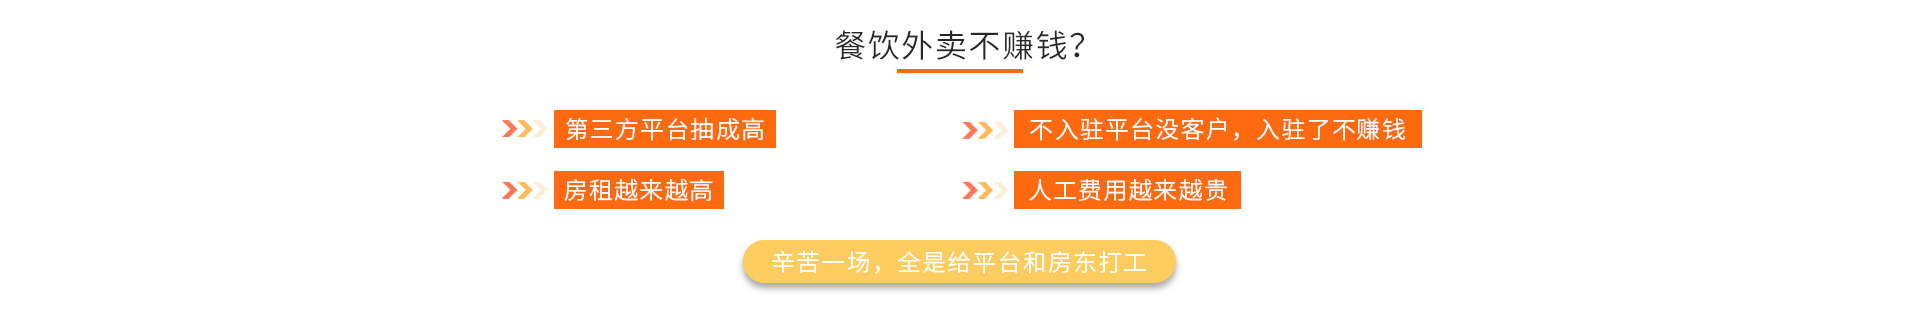 餐饮外卖不赚钱？
第三方平台抽成高
不入驻平台没客户，入驻了不赚钱
房租越来越高
人工费用越来越贵
辛苦一场，全是给平台和房东打工